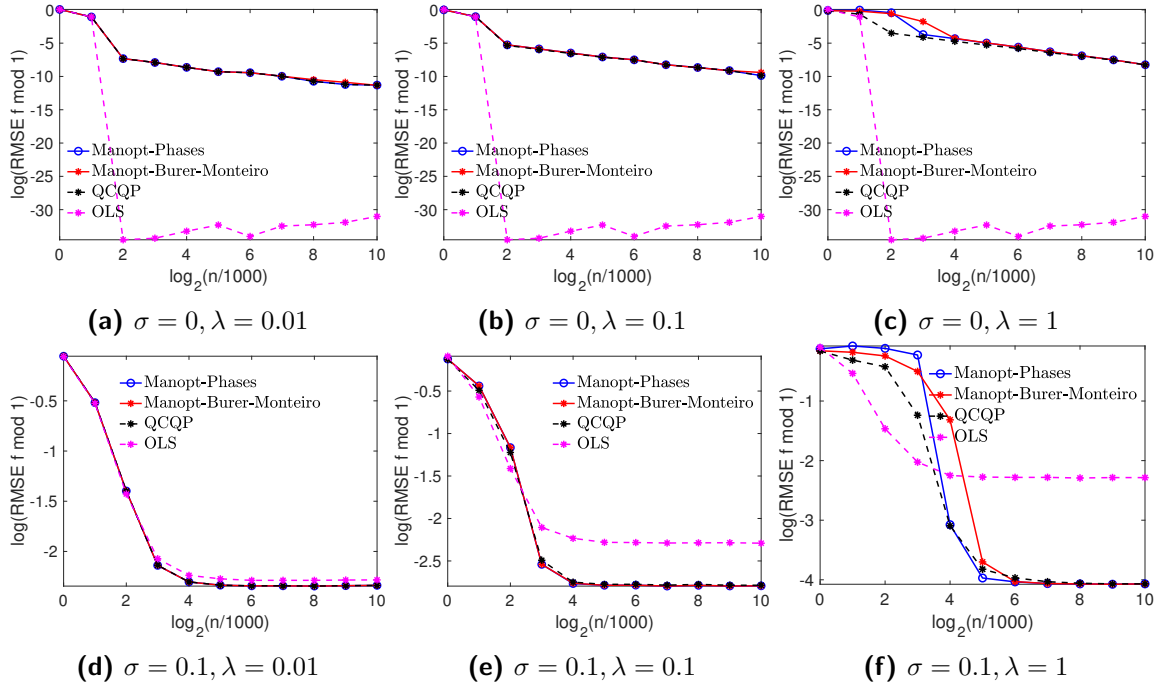 0
-5
-10
-15
-20
-25
-30
log(RMSE f mod 1)
Manopt-Phases
Manopt-Burer-Monteiro
QCQP
OLS
0 2 4 6 8 10
log2(n/1000)
(a) σ = 0, λ = 0.01
0
-5
-10
-15
-20
-25
-30
log(RMSE f mod 1)
Manopt-Phases
Manopt-Burer-Monteiro
QCQP
OLS
0 2 4 6 8 10
log2(n/1000)
(b) σ = 0, λ = 0.1
0
-5
-10
-15
-20
-25
-30
log(RMSE f mod 1)
Manopt-Phases
Manopt-Burer-Monteiro
QCQP
OLS
0 2 4 6 8 10
log2(n/1000)
(c) σ = 0, λ = 1
-0.5
-1
-1.5
-2
log(RMSE f mod 1)
Manopt-Phases
Manopt-Burer-Monteiro
QCQP
OLS
0 2 4 6 8 10
log2(n/1000)
(d) σ = 0.1, λ = 0.01
-0.5
-1
-1.5
-2
-2.5
log(RMSE f mod 1)
Manopt-Phases
Manopt-Burer-Monteiro
QCQP
OLS
0 2 4 6 8 10
log2(n/1000)
(e) σ = 0.1, λ = 0.1
-1
-2
-3
-4
log(RMSE f mod 1)
Manopt-Phases
Manopt-Burer-Monteiro
QCQP
OLS
0 2 4 6 8 10
log2(n/1000)
(f) σ = 0.1, λ = 1